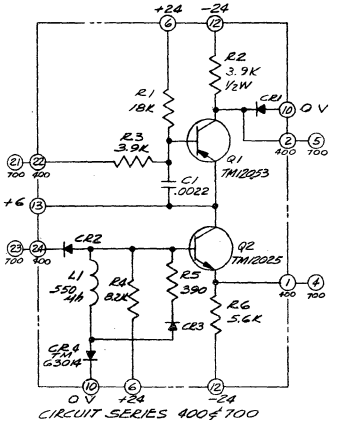 +24
-24
6
12
R2
3.9K
1/2W
R1
18K
CR1
10
0 V
R3
3.9K
2
5
400
700
21
22
700
400
Q1
TM12053
C1
.0022
+6
13
23
24
700
400
CR2
Q2
TM12025
L1
550
μh
R4
8.2K
R5
390
1
4
400
700
R6
5.6K
CR3
CR4
TM
G3014
10
6
12
0 V
+24
-24
CIRCUIT SERIES 400¢700